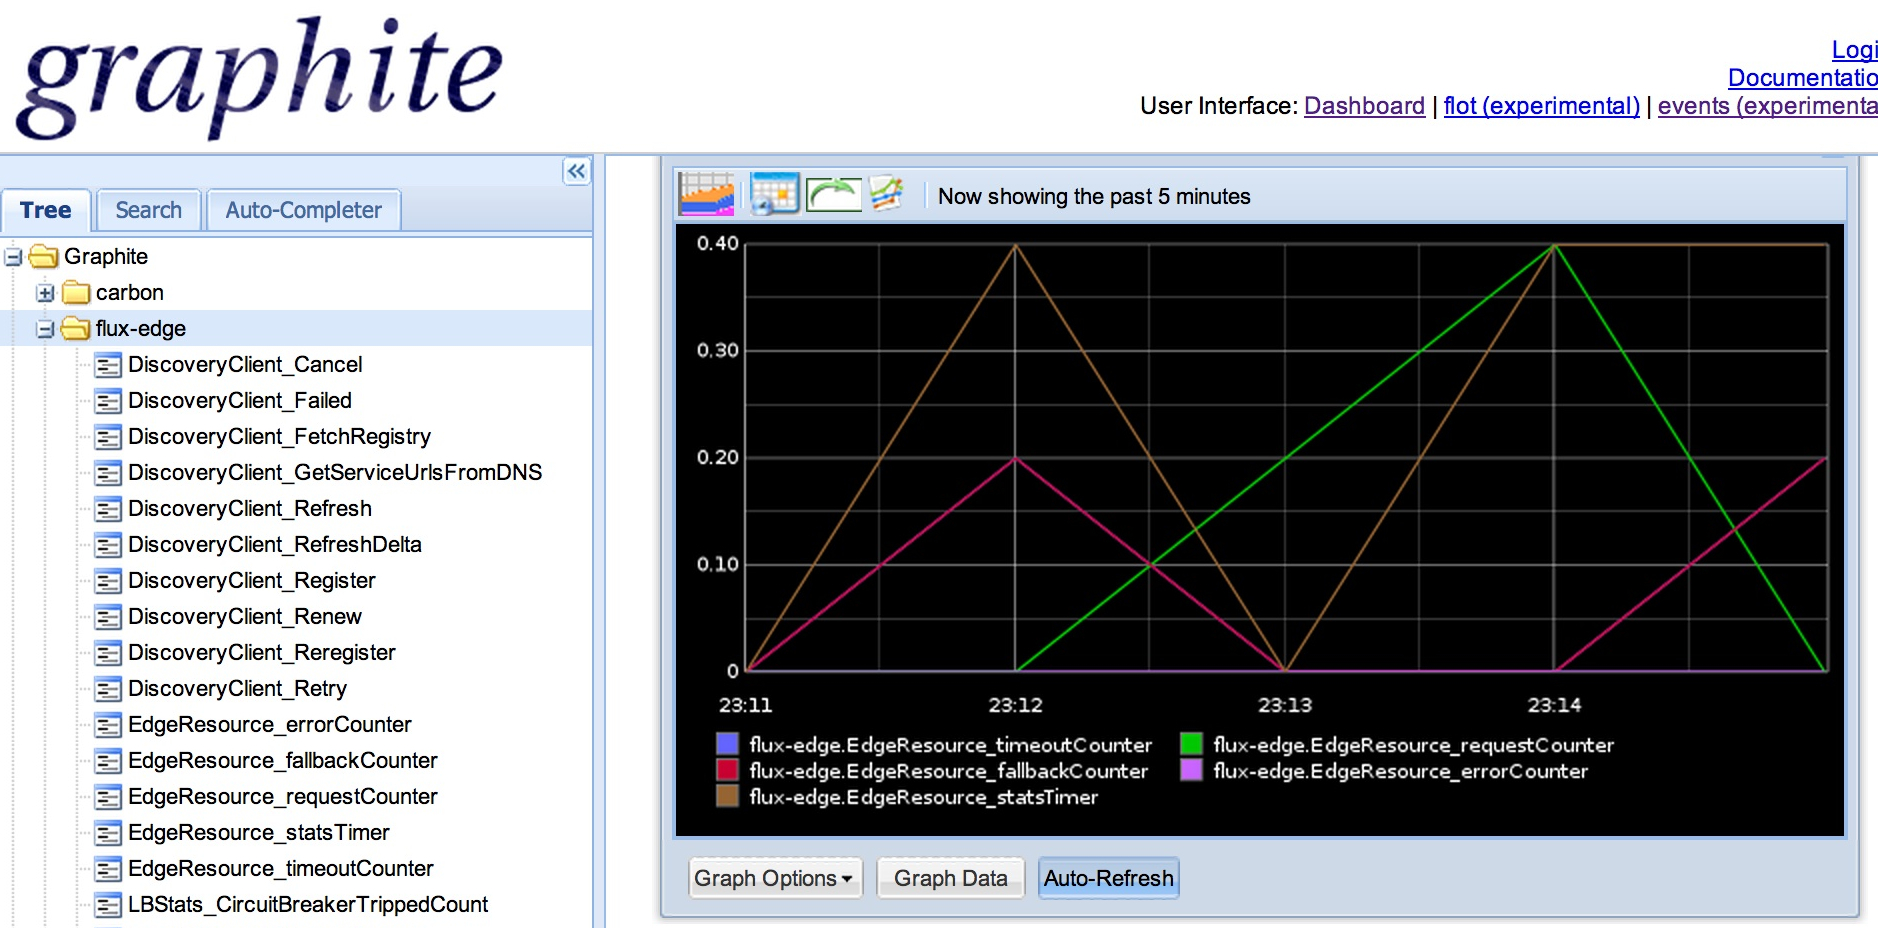 graphite
Logi
Documentatio
User Interface: Dashboard | flot (experimental) | events (experimenta
Tree
Search
Auto-Completer
Graphite
carbon
flux-edge
DiscoveryClient_Cancel
DiscoveryClient_Failed
DiscoveryClient_FetchRegistry
DiscoveryClient_GetServiceUrlsFromDNS
DiscoveryClient_Refresh
DiscoveryClient_RefreshDelta
DiscoveryClient_Register
DiscoveryClient_Renew
DiscoveryClient_Reregister
DiscoveryClient_Retry
EdgeResource_errorCounter
EdgeResource_fallbackCounter
EdgeResource_requestCounter
EdgeResource_statsTimer
EdgeResource_timeoutCounter
LBStats_CircuitBreakerTrippedCount
Now showing the past 5 minutes
0.40
0.30
0.20
0.10
0
23:11 23:12 23:13 23:14
flux-edge.EdgeResource_timeoutCounter flux-edge.EdgeResource_requestCounter
flux-edge.EdgeResource_fallbackCounter flux-edge.EdgeResource_errorCounter
flux-edge.EdgeResource_statsTimer
Graph Options Graph Data Auto-Refresh